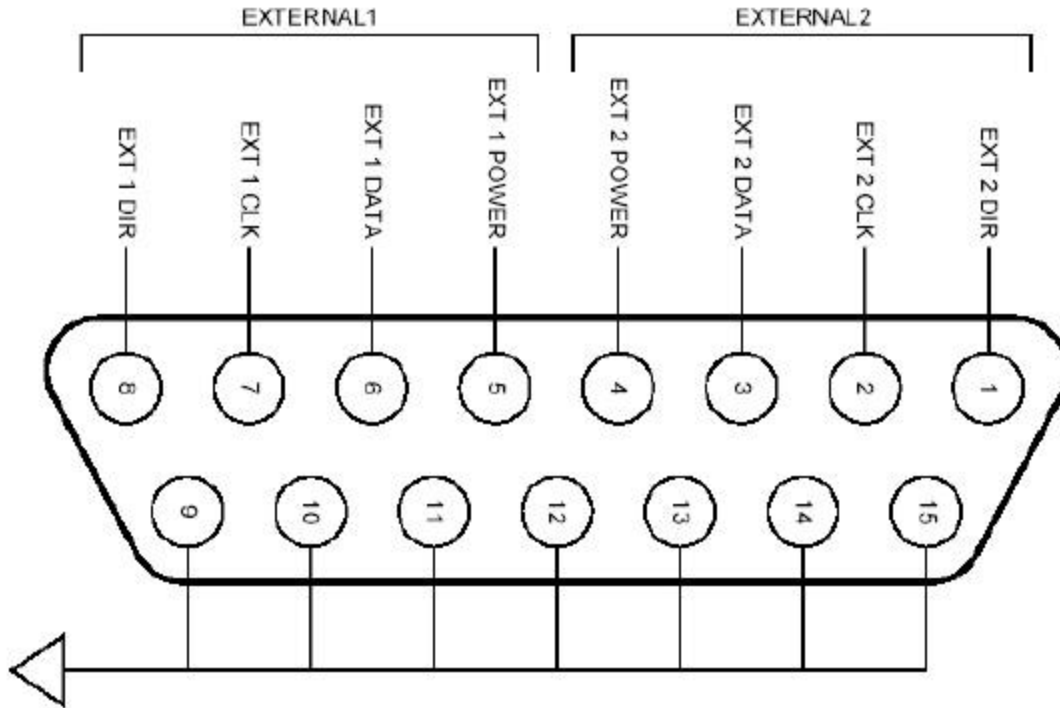 EXTERNAL1
EXTERNAL2
EXT 1 DIR
EXT 1 CLK
EXT 1 DATA
EXT 1 POWER
EXT 2 POWER
EXT 2 DATA
EXT 2 CLK
EXT 2 DIR
8
7
6
5
4
3
2
1
9
10
11
12
13
14
15